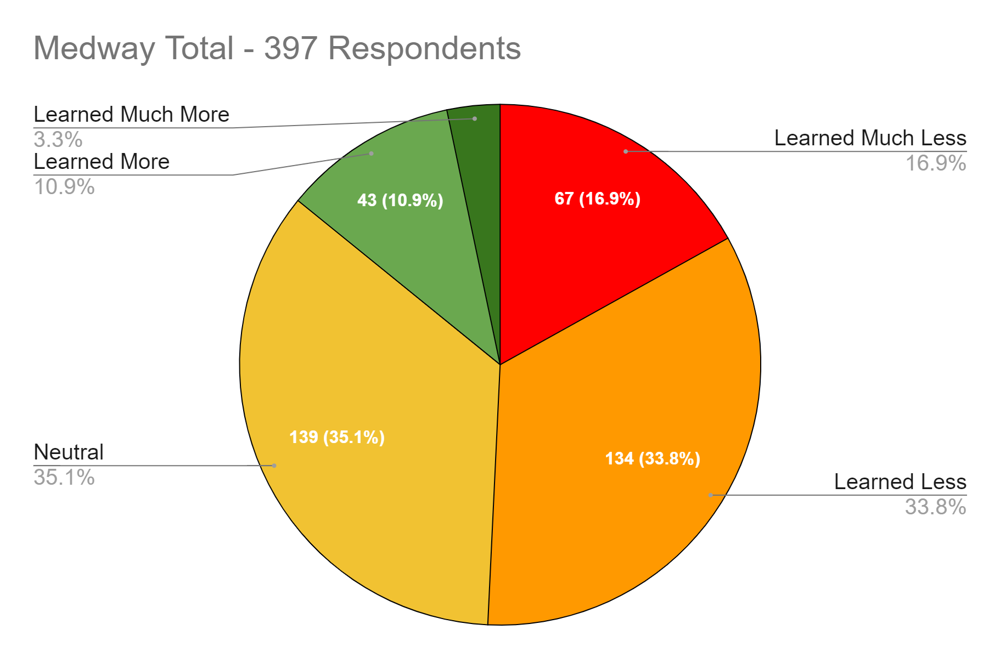 Medway Total - 397 Respondents
Learned Much More
3.3%
Learned More
10.9%
Learned Much Less
16.9%
43 (10.9%)
67 (16.9%)
139 (35.1%)
134 (33.8%)
Neutral
35.1%
Learned Less
33.8%